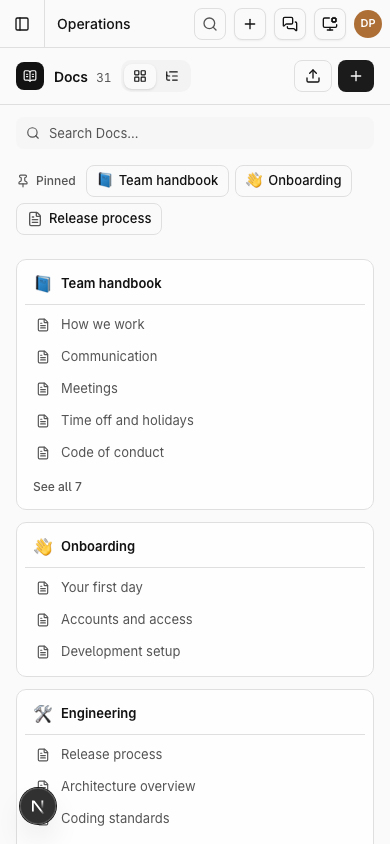 Operations
DP
Docs 31
Search Docs...
Pinned
Team handbook
Onboarding
Release process
Team handbook
How we work
Communication
Meetings
Time off and holidays
Code of conduct
See all 7
Onboarding
Your first day
Accounts and access
Development setup
Engineering
Release process
Architecture overview
Coding standards
N